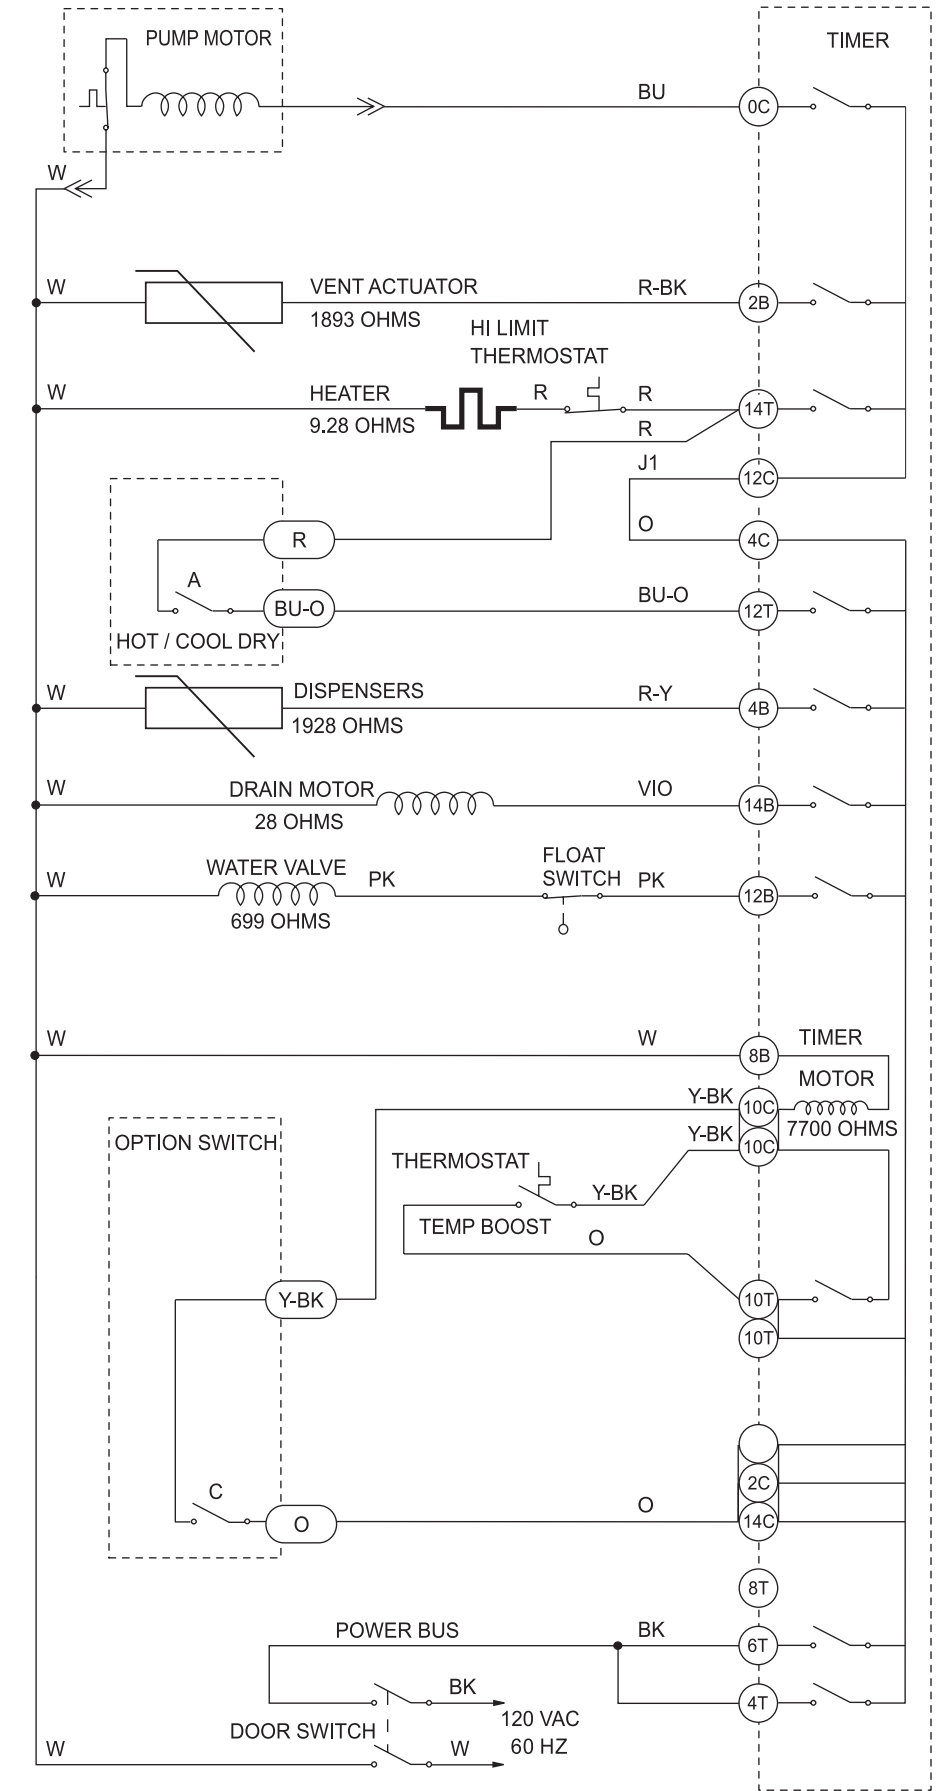 PUMP MOTOR
TIMER
BU
0C
W
W
VENT ACTUATOR
1893 OHMS
R-BK
2B
HI LIMIT
THERMOSTAT
W
HEATER
9.28 OHMS
R
R
14T
R
J1
12C
O
4C
R
A
BU-O
BU-O
12T
HOT / COOL DRY
W
DISPENSERS
1928 OHMS
R-Y
4B
W
DRAIN MOTOR
28 OHMS
VIO
14B
W
WATER VALVE
699 OHMS
PK
FLOAT
SWITCH
PK
12B
W
W
8B
TIMER
MOTOR
7700 OHMS
Y-BK
10C
Y-BK
10C
OPTION SWITCH
THERMOSTAT
Y-BK
TEMP BOOST
O
Y-BK
10T
10T
2C
C
O
O
14C
8T
POWER BUS
BK
6T
BK
4T
120 VAC
60 HZ
DOOR SWITCH
W
W